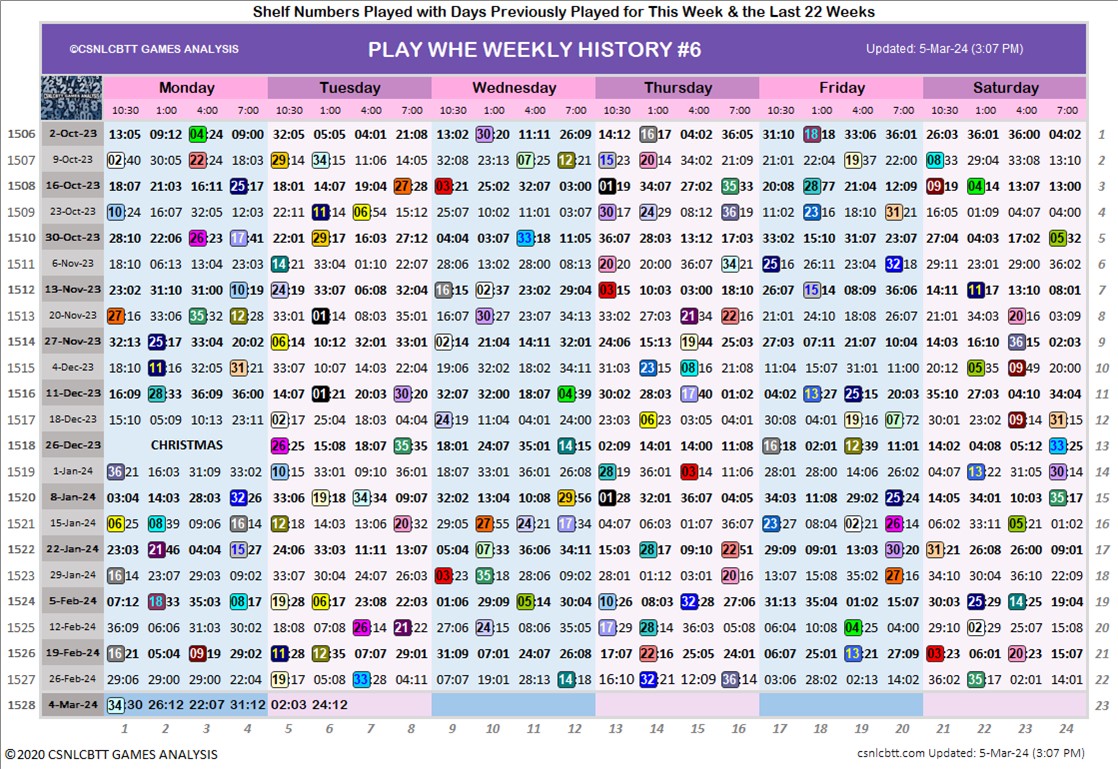 Shelf Numbers Played with Days Previously Played for This Week & the Last 22 Weeks
©CSNLCBTT GAMES ANALYSIS PLAY WHE WEEKLY HISTORY #6 Updated: 5-Mar-24 (3:07 PM)
Monday Tuesday Wednesday Thursday Friday Saturday
10:30 1:00 4:00 7:00 10:30 1:00 4:00 7:00 10:30 1:00 4:00 7:00 10:30 1:00 4:00 7:00 10:30 1:00 4:00 7:00 10:30 1:00 4:00 7:00
1506 2-Oct-23 13:05 09:12 04:24 09:00 32:05 05:05 04:01 21:08 13:02 30:20 11:11 26:09 14:12 16:17 04:02 36:05 31:10 18:18 33:06 36:01 26:03 36:01 36:00 04:02 1
1507 9-Oct-23 02:40 30:05 22:24 18:03 29:14 34:15 11:06 14:05 32:08 23:13 07:25 12:21 15:23 20:14 34:02 21:09 21:01 22:04 19:37 22:00 08:33 29:04 33:08 13:10 2
1508 16-Oct-23 18:07 21:03 16:11 25:17 18:01 14:07 19:04 27:28 03:21 25:02 32:07 03:00 01:19 34:07 27:02 35:33 20:08 28:77 21:04 12:09 09:19 04:14 13:07 13:00 3
1509 23-Oct-23 10:24 16:07 32:05 12:03 22:11 11:14 06:54 15:12 25:07 10:02 11:01 03:07 30:17 24:29 08:12 36:19 11:02 23:16 18:10 31:21 16:05 01:09 04:07 04:00 4
1510 30-Oct-23 28:10 22:06 26:23 17:41 22:01 29:17 16:03 27:12 04:04 03:07 33:18 11:05 36:07 28:03 13:12 17:03 33:02 15:10 31:07 22:07 27:04 04:03 17:02 05:32 5
1511 6-Nov-23 18:10 06:13 13:04 23:03 14:21 33:04 01:10 22:07 28:06 13:02 28:00 08:13 20:20 20:00 36:07 34:21 25:16 26:11 23:04 32:18 29:11 23:01 29:00 36:02 6
1512 13-Nov-23 23:02 31:10 31:00 10:19 24:19 33:07 06:08 32:04 16:15 02:37 23:02 29:04 03:15 10:03 03:00 18:10 07:08 15:14 08:09 36:06 14:11 11:17 13:10 08:01 7
1513 20-Nov-23 27:16 33:06 35:32 12:28 33:01 01:14 08:03 35:01 16:07 30:27 23:07 34:13 33:02 27:03 21:34 22:16 21:01 24:10 18:08 26:07 21:01 34:03 20:16 03:09 8
1514 27-Nov-23 32:13 25:17 33:04 20:02 06:14 10:12 32:01 33:01 02:14 21:04 14:11 32:01 24:06 15:13 19:44 25:03 27:03 07:11 21:07 10:04 14:03 16:10 36:15 02:03 9
1515 4-Dec-23 18:10 11:16 32:05 31:21 33:07 10:07 14:03 22:04 19:06 32:02 18:02 34:11 31:03 23:15 08:16 21:08 11:04 15:07 31:01 11:00 20:12 05:35 09:49 20:00 10
1516 11-Dec-23 16:09 28:33 36:09 36:00 14:07 01:21 20:03 30:28 32:07 32:00 18:07 04:39 30:02 28:03 17:40 01:02 04:02 13:27 25:15 20:03 35:10 27:03 04:10 34:04 11
1517 18-Dec-23 15:10 05:09 10:13 23:11 02:17 25:04 18:03 04:04 24:19 11:04 04:01 21:05 23:03 06:23 05:03 30:04 30:08 04:01 19:16 07:72 30:01 23:02 09:14 31:15 12
1518 26-Dec-23 CHRISTMAS 26:25 15:08 18:07 35:35 18:01 24:07 35:01 14:15 02:09 14:01 14:00 11:08 16:18 02:01 12:39 11:01 14:02 04:08 05:12 33:25 13
1519 1-Jan-24 36:21 16:03 31:09 33:02 10:15 33:01 09:10 36:01 18:07 33:01 36:01 26:08 28:19 36:01 03:14 11:06 28:01 22:00 14:06 26:02 04:07 13:22 31:05 30:14 14
1520 8-Jan-24 03:04 14:03 28:03 32:26 33:06 19:18 34:34 09:07 32:02 13:04 10:08 29:56 01:28 32:01 36:07 04:05 34:03 11:08 29:02 25:24 14:05 34:01 10:03 35:17 15
1521 15-Jan-24 06:25 08:39 09:06 16:14 12:18 14:03 13:06 20:32 29:05 27:55 24:21 17:34 04:07 06:03 01:07 36:07 23:27 08:04 02:21 26:14 06:02 33:11 05:21 01:02 16
1522 22-Jan-24 23:03 21:46 04:04 15:27 24:06 33:03 11:11 13:07 05:04 07:33 36:06 34:11 15:03 28:17 09:10 22:51 29:09 09:01 13:03 30:20 31:21 26:08 26:00 09:01 17
1523 29-Jan-24 16:14 23:07 29:08 09:02 33:07 30:04 24:07 26:03 03:23 35:18 28:06 09:02 28:01 01:12 03:01 20:16 13:07 15:08 35:02 27:16 34:10 30:04 36:10 22:09 18
1524 5-Feb-24 07:12 18:33 35:03 08:17 19:28 06:17 23:08 22:03 01:06 29:09 05:14 30:04 10:26 08:03 32:28 27:06 31:13 35:04 01:02 15:07 30:03 25:29 14:25 19:04 19
1525 12-Feb-24 36:09 06:06 31:03 30:02 18:08 07:08 26:14 21:22 27:06 24:15 08:06 35:05 17:29 28:14 36:03 05:08 06:04 10:08 04:25 04:00 29:10 02:29 25:07 15:08 20
1526 19-Feb-24 16:21 05:04 09:19 29:02 11:28 12:35 07:07 29:01 31:09 07:01 24:07 26:08 17:07 22:16 25:05 24:01 06:07 25:01 13:21 27:09 03:23 06:01 20:23 15:07 21
1527 26-Feb-24 29:06 29:00 29:00 22:04 19:17 05:08 33:28 04:11 07:07 19:01 28:13 14:18 16:10 32:21 12:09 36:14 03:06 28:02 02:13 14:02 36:02 35:17 02:01 14:01 22
1528 4-Mar-24 34:30 26:12 22:07 31:12 02:03 24:12 23
1 2 3 4 5 6 7 8 9 10 11 12 13 14 15 16 17 18 19 20 21 22 23 24
©2020 CSNLCBTT GAMES ANALYSIS csnlcbtt.com Updated: 5-Mar-24 (3:07 PM)